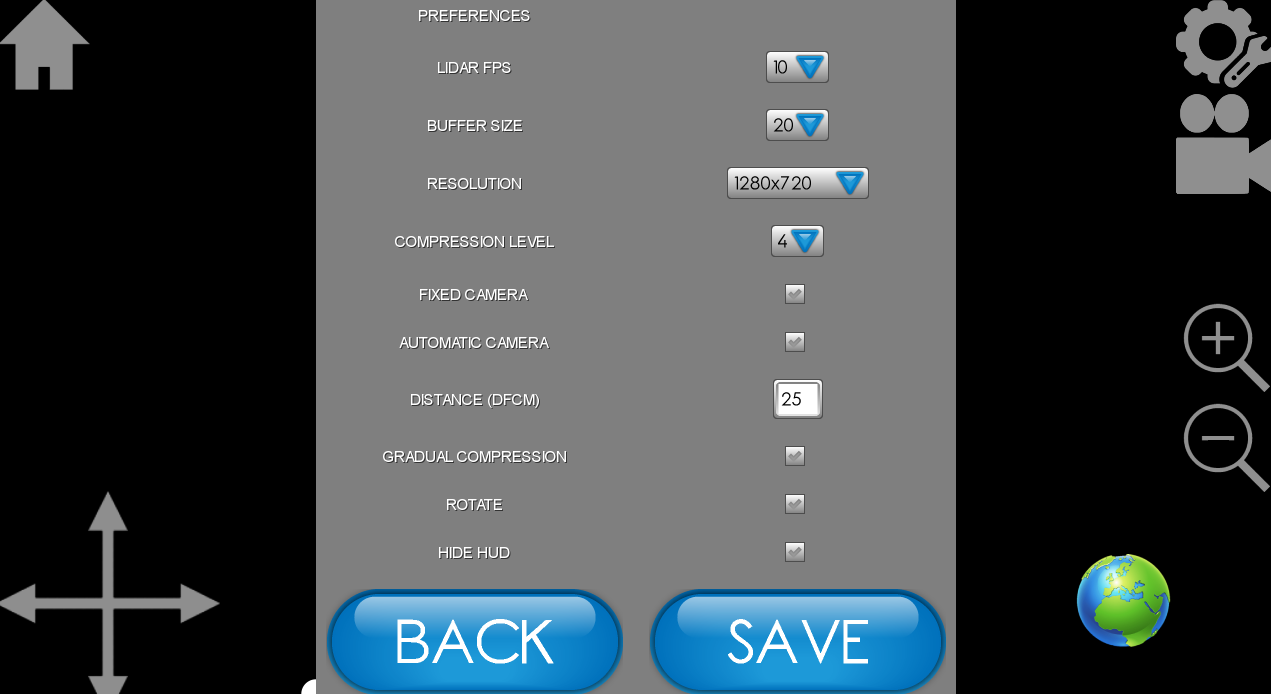 PREFERENCES
LIDAR FPS 10
BUFFER SIZE 20
RESOLUTION 1280x720
COMPRESSION LEVEL 4
FIXED CAMERA
AUTOMATIC CAMERA
DISTANCE (DFCM) 25
GRADUAL COMPRESSION
ROTATE
HIDE HUD
BACK SAVE